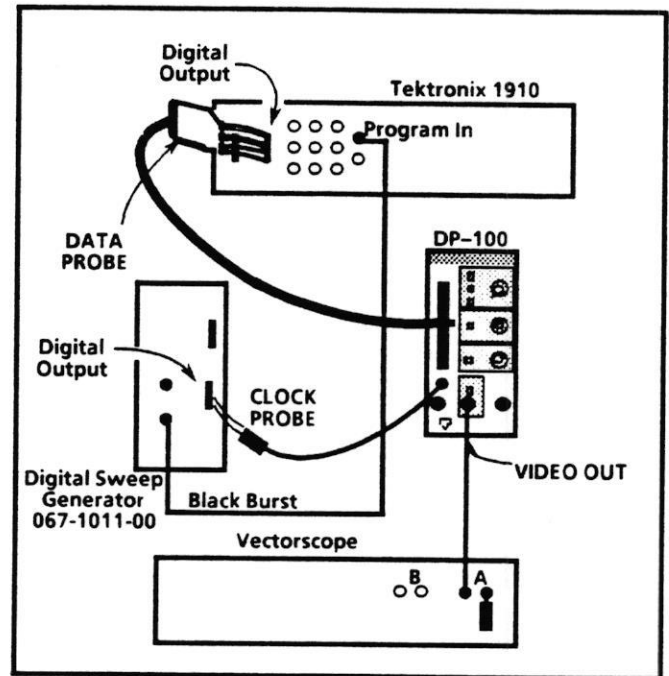 Digital
Output
Tektronix 1910
Program In
DATA
PROBE
DP-100
Digital
Output
CLOCK
PROBE
Digital Sweep
Generator
067-1011-00
Black Burst
VIDEO OUT
Vectorscope
B
A